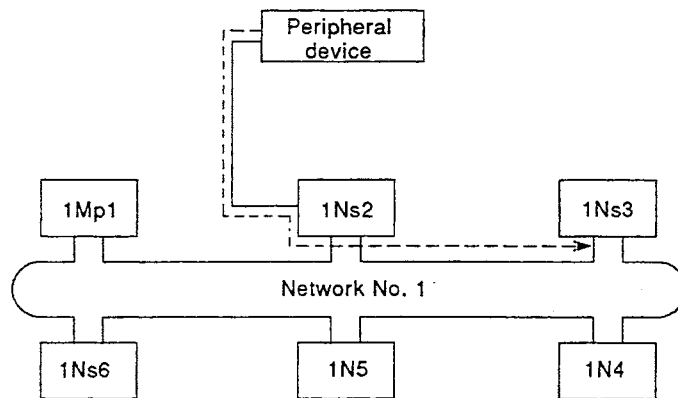 Peripheral
device
1Mp1
1Ns2
1Ns3
Network No. 1
1Ns6
1N5
1N4